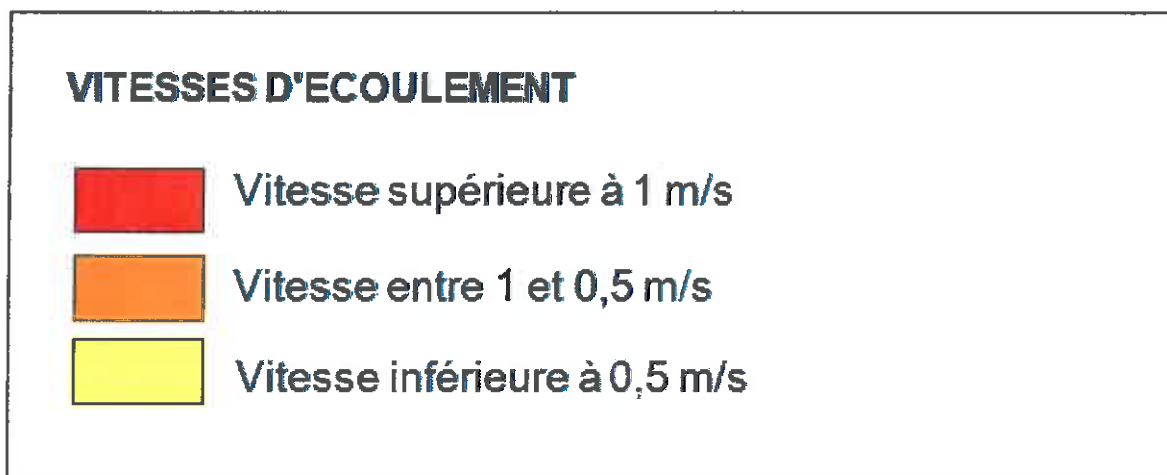 VITESSES D'ECOULEMENT
Vitesse supérieure à 1 m/s
Vitesse entre 1 et 0,5 m/s
Vitesse inférieure à 0,5 m/s